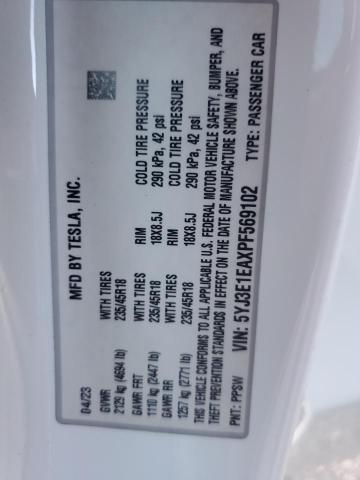 MFD BY TESLA, INC.
04/23
GVWR WITH TIRES RIM COLD TIRE PRESSURE
2129 kg (4694 lb) 235/45R18 18X8.5J 290 kPa, 42 psi
GAWR FRT WITH TIRES RIM COLD TIRE PRESSURE
1110 kg (2447 lb) 235/45R18 18X8.5J 290 kPa, 42 psi
GAWR RR
1257 kg (2771 lb)
THIS VEHICLE CONFORMS TO ALL APPLICABLE U.S. FEDERAL MOTOR VEHICLE SAFETY, BUMPER, AND
THEFT PREVENTION STANDARDS IN EFFECT ON THE DATE OF MANUFACTURE SHOWN ABOVE.
VIN: 5YJ3E1EAXPF569102
PNT: PPSW TYPE: PASSENGER CAR